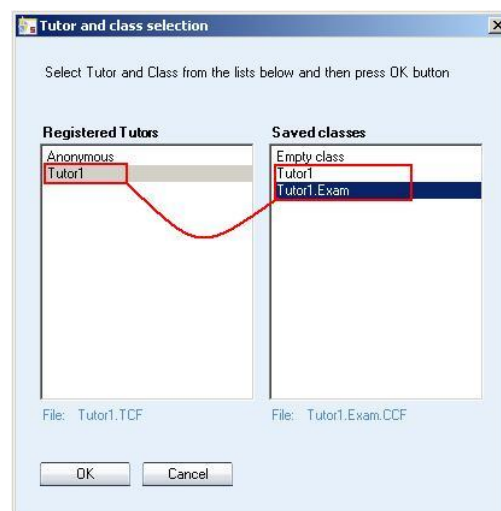 Tutor and class selection
Select Tutor and Class from the lists below and then press OK button
Registered Tutors
Saved classes
Anonymous
Tutor1
Empty class
Tutor1
Tutor1.Exam
File: Tutor1.TCF
File: Tutor1.Exam.CCF
OK
Cancel